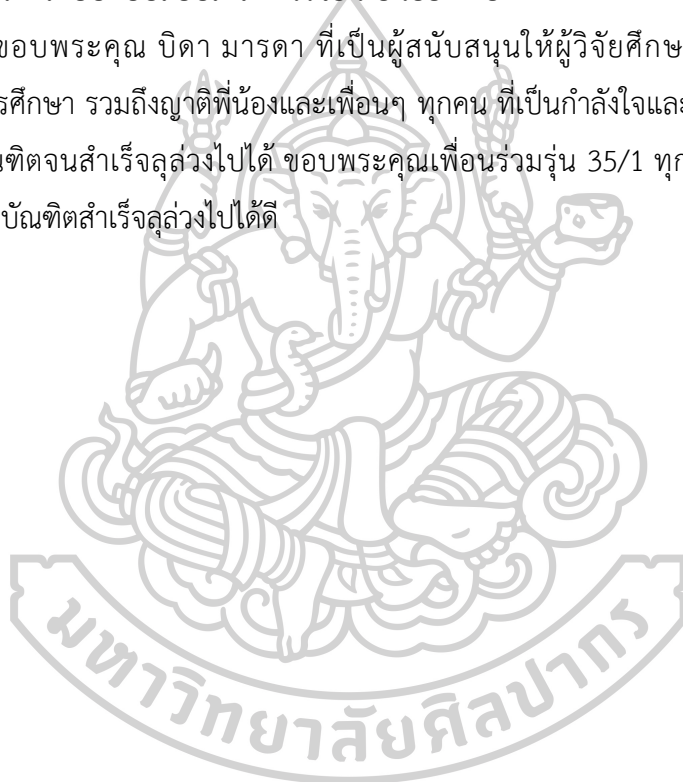 ขอบพระคุณ บิดา มารดา ที่เป็นผู้สนับสนุนให้ผู้วิจัยศึกษ
รศึกษา รวมถึงญาติพี่น้องและเพื่อนๆ ทุกคน ที่เป็นกำลังใจและ
ณฑิตจนสำเร็จลุล่วงไปได้ ขอบพระคุณเพื่อนร่วมรุ่น 35/1 ทุก
บัณฑิตสำเร็จลุล่วงไปได้ดี
มหาวิทยาลัยศิลปากร